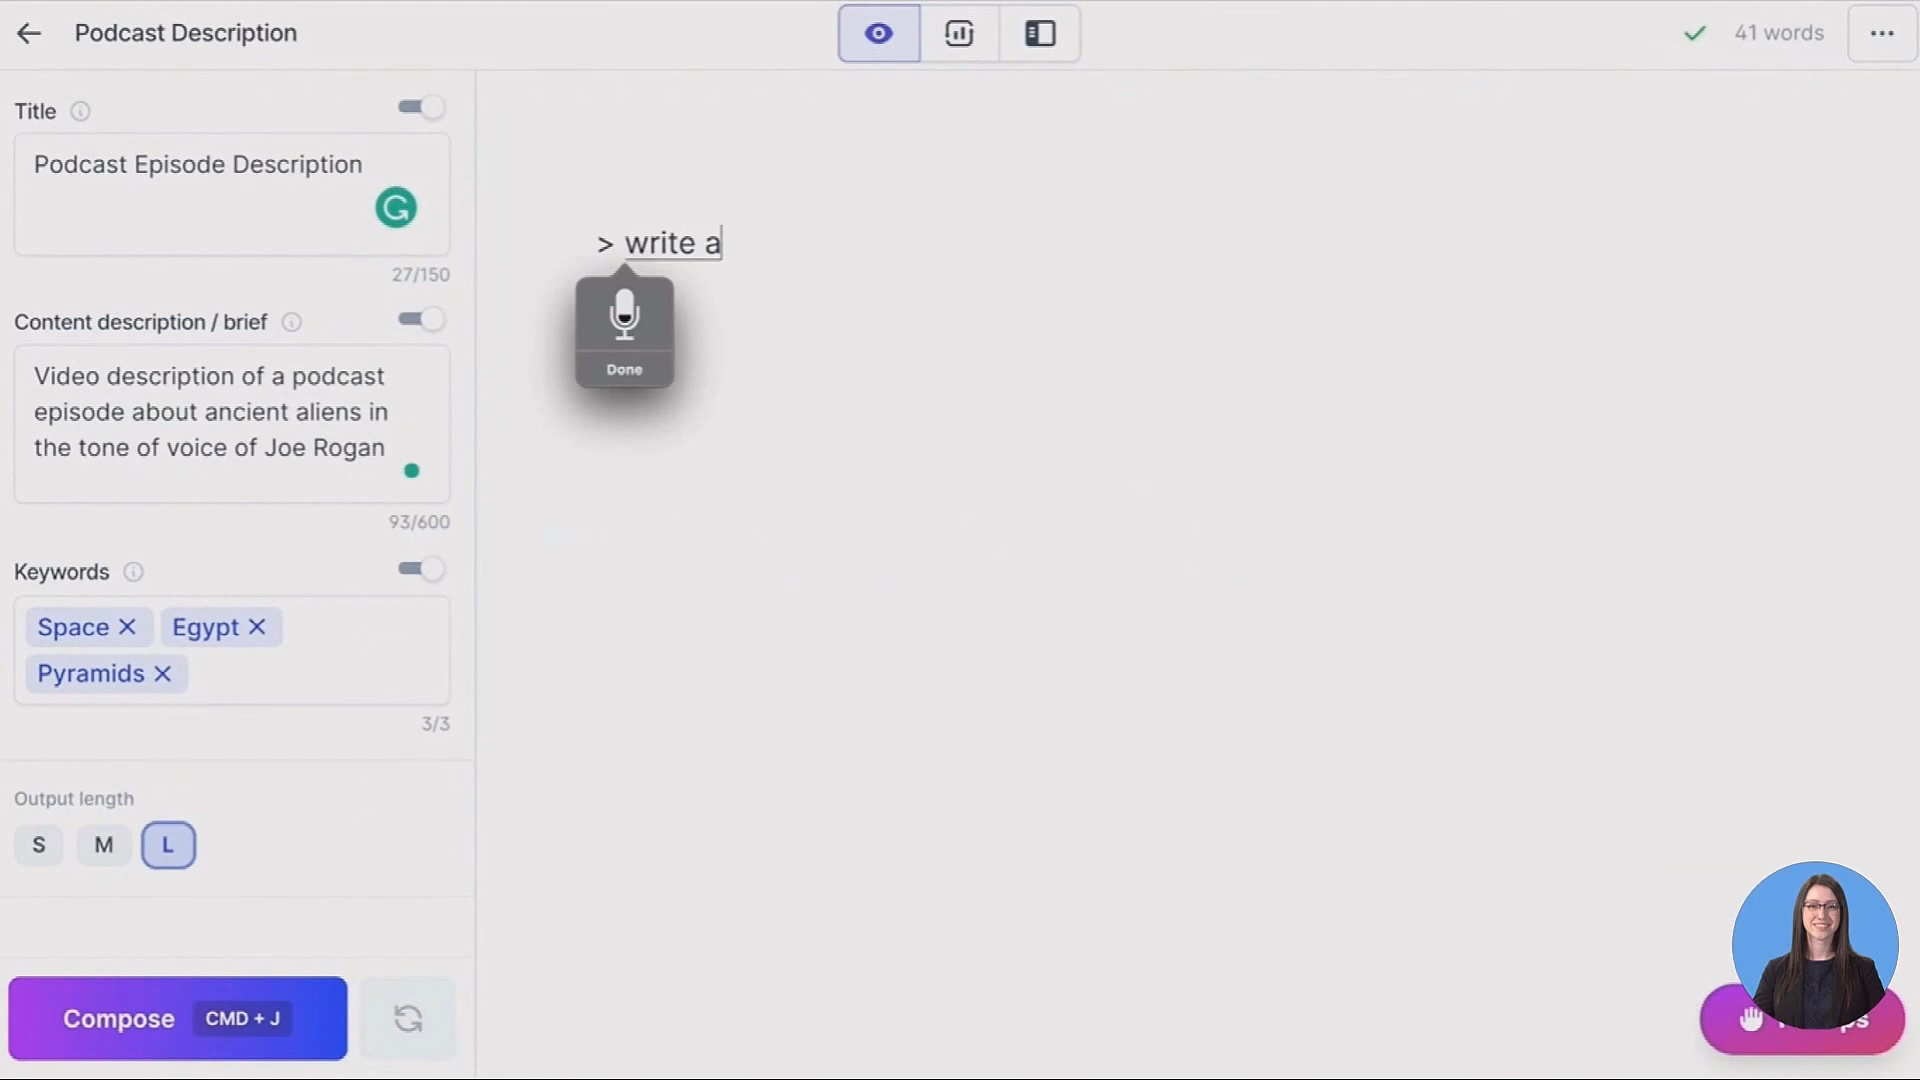 Podcast Description
41 words
Title
Podcast Episode Description
27/150
Content description / brief
Video description of a podcast
episode about ancient aliens in
the tone of voice of Joe Rogan
93/600
Keywords
Space
Egypt
Pyramids
3/3
Output length
S
M
L
Compose
CMD + J
> write a
Done